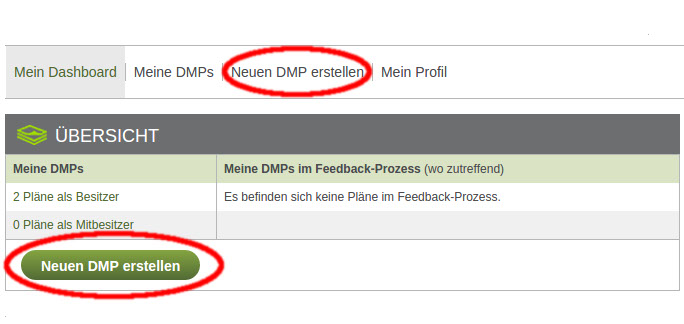 Mein Dashboard Meine DMPs Neuen DMP erstellen Mein Profil
ÜBERSICHT
Meine DMPs Meine DMPs im Feedback-Prozess (wo zutreffend)
2 Pläne als Besitzer Es befinden sich keine Pläne im Feedback-Prozess.
0 Pläne als Mitbesitzer
Neuen DMP erstellen